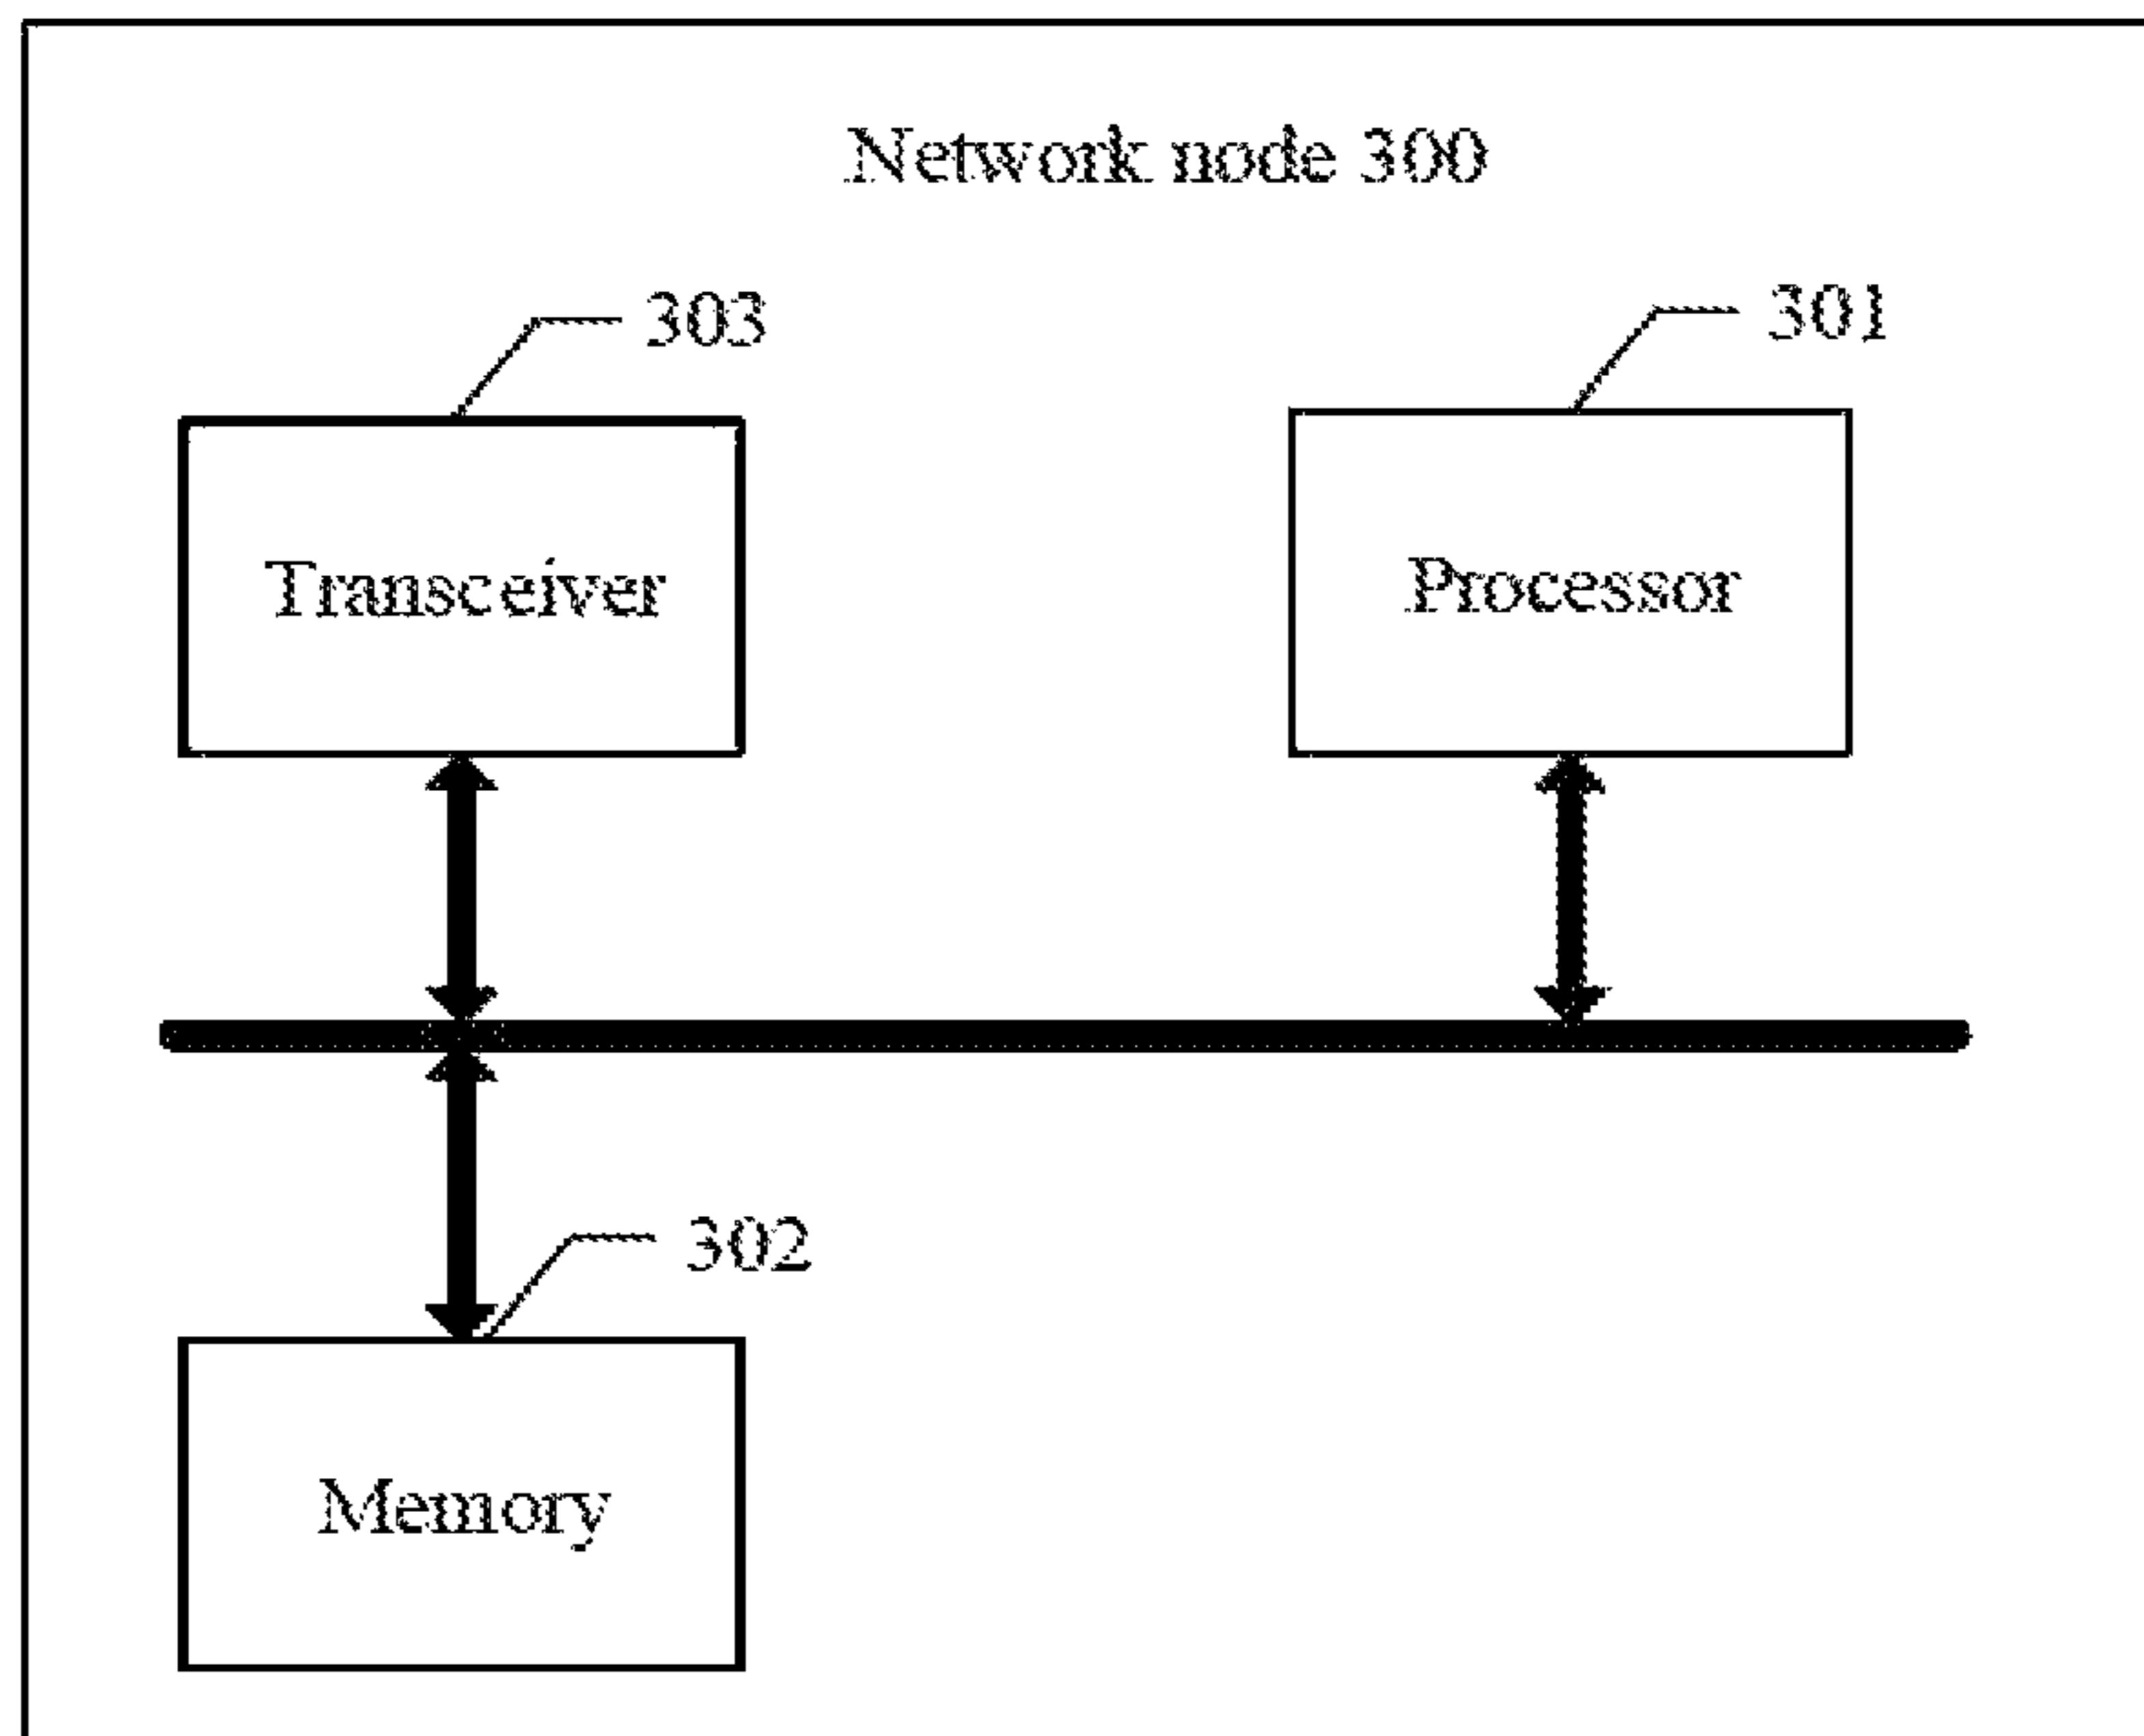 Network node 300
303
301
Transceiver
Processor
302
Memory